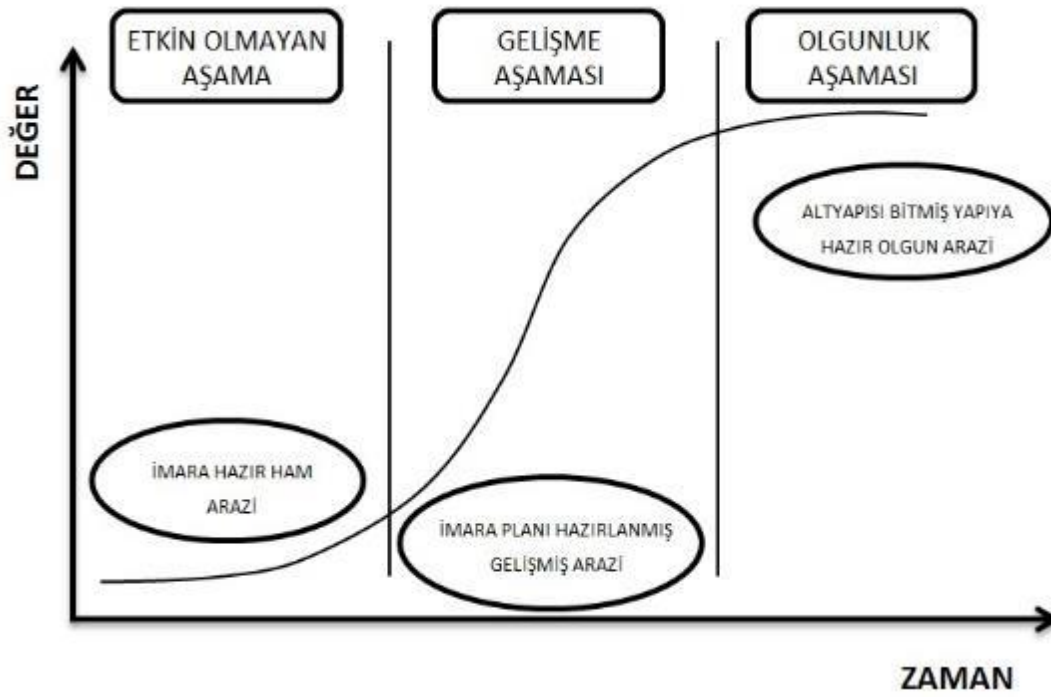 ETKİN OLMAYAN
AŞAMA
GELİŞME
AŞAMASI
OLGUNLUK
AŞAMASI
DEĞER
ALTYAPISI BİTMİŞ YAPIYA
HAZIR OLGUN ARAZİ
İMARA HAZIR HAM
ARAZİ
İMARA PLANI HAZIRLANMIŞ
GELİŞMİŞ ARAZİ
ZAMAN